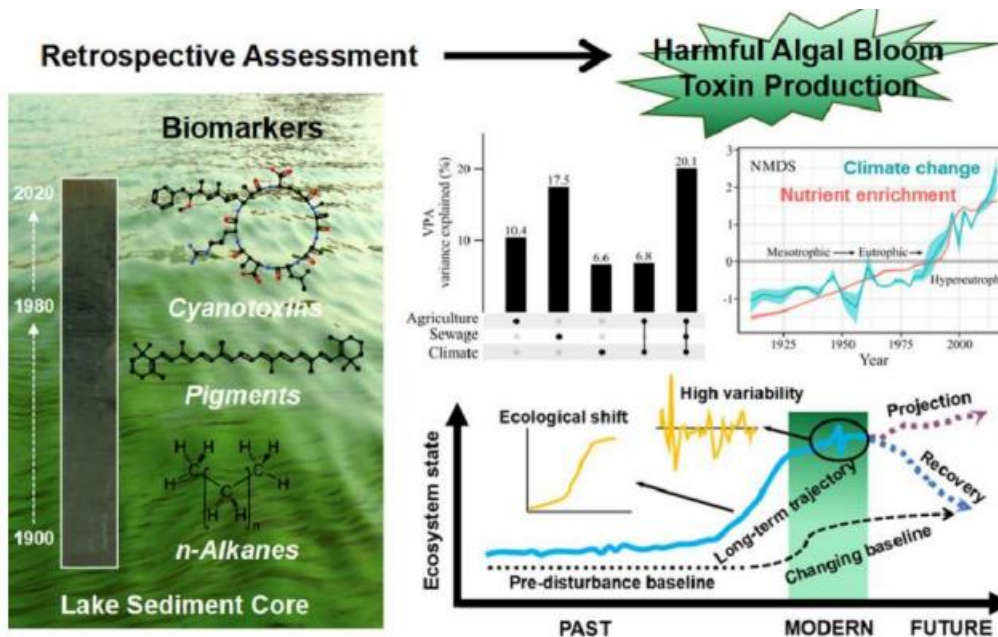 Retrospective Assessment
Harmful Algal Bloom
Toxin Production
Biomarkers
2020
1980
1900
Cyanotoxins
Pigments
H
H
H
H
H
H
C
C
C
H
H
n
n-Alkanes
Lake Sediment Core
VPA
variance explained (%)
20
10
10.4
17.5
6.6
6.8
20.1
Agriculture
Sewage
Climate
NMDS
Climate change
Nutrient enrichment
Mesotrophic
Eutrophic
Hypereutroph
3
2
1
0
-1
1925
1950
1975
2000
Year
Ecosystem state
Ecological shift
High variability
Projection
Recovery
Long-term trajectory
Changing baseline
Pre-disturbance baseline
PAST
MODERN
FUTURE